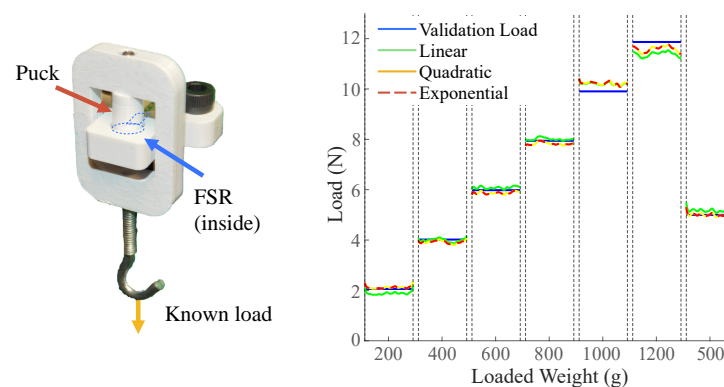 Puck
FSR
(inside)
Known load
Validation Load
Linear
Quadratic
Exponential
Load (N)
12
10
8
6
4
2
0
200 400 600 800 1000 1200 500
Loaded Weight (g)